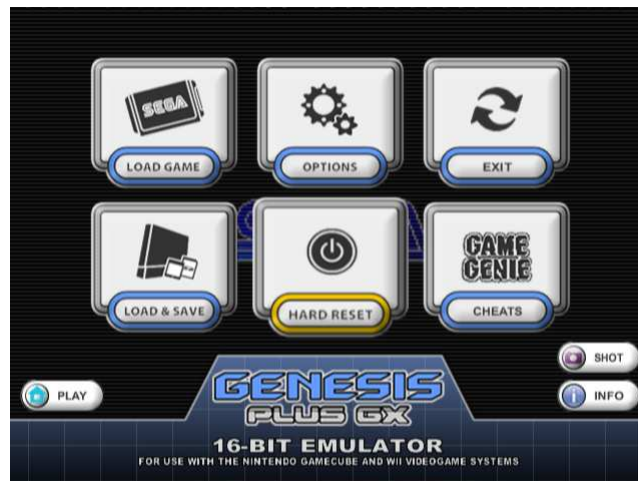 SEGA
LOAD GAME
OPTIONS
EXIT
LOAD & SAVE
HARD RESET
GAME
GENIE
CHEATS
SHOT
PLAY
INFO
GENESIS
PLUS GX
16-BIT EMULATOR
FOR USE WITH THE NINTENDO GAMECUBE AND WII VIDEOGAME SYSTEMS